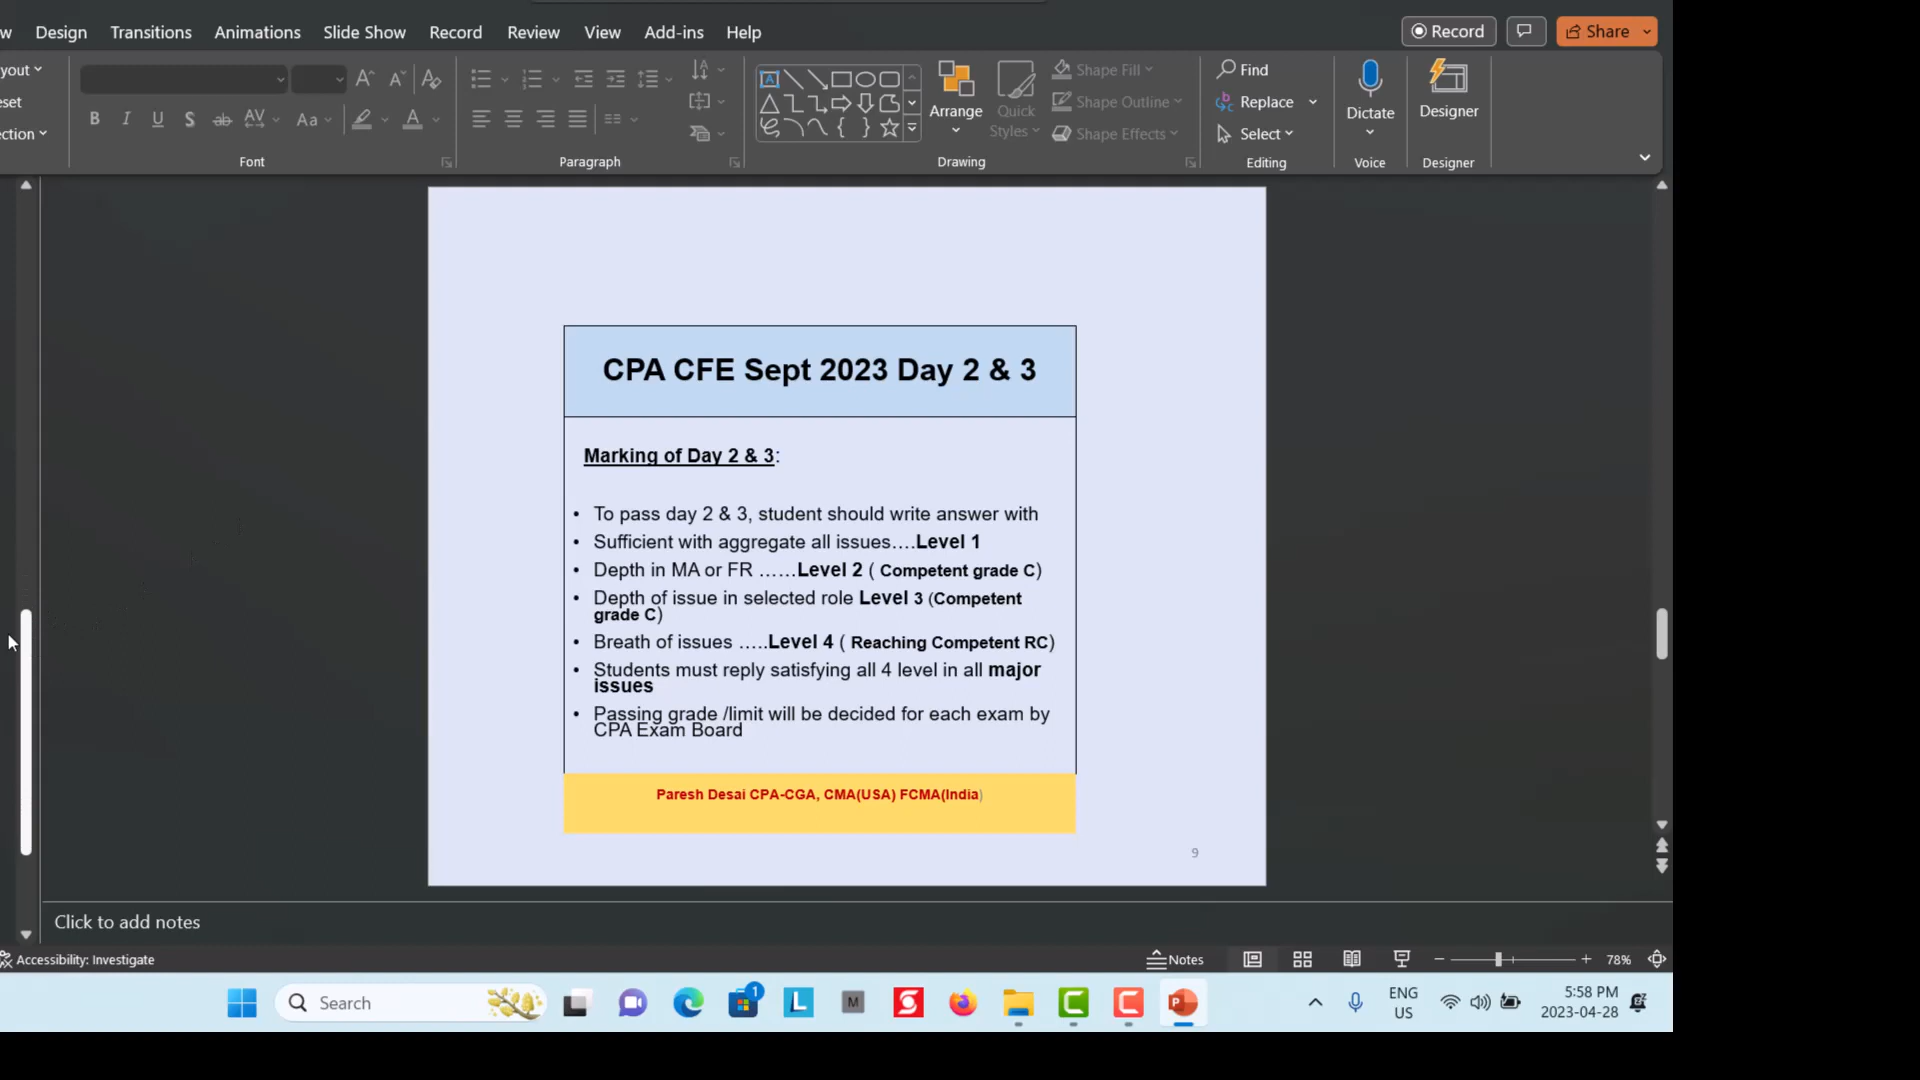 Design Transitions Animations Slide Show Record Review View Add-ins Help Record Share
yout
eset
ection
Font
Paragraph
Drawing
Arrange
Quick Styles
Shape Fill
Shape Outline
Shape Effects
Find
Replace
Select
Editing
Dictate
Voice
Designer
Designer
CPA CFE Sept 2023 Day 2 & 3
Marking of Day 2 & 3:
• To pass day 2 & 3, student should write answer with
• Sufficient with aggregate all issues….Level 1
• Depth in MA or FR ……Level 2 ( Competent grade C)
• Depth of issue in selected role Level 3 (Competent
grade C)
• Breath of issues …..Level 4 ( Reaching Competent RC)
• Students must reply satisfying all 4 level in all major
issues
• Passing grade /limit will be decided for each exam by
CPA Exam Board
Paresh Desai CPA-CGA, CMA(USA) FCMA(India)
9
Click to add notes
Accessibility: Investigate
Notes
78%
Search
1
ENG
US
5:58 PM
2023-04-28